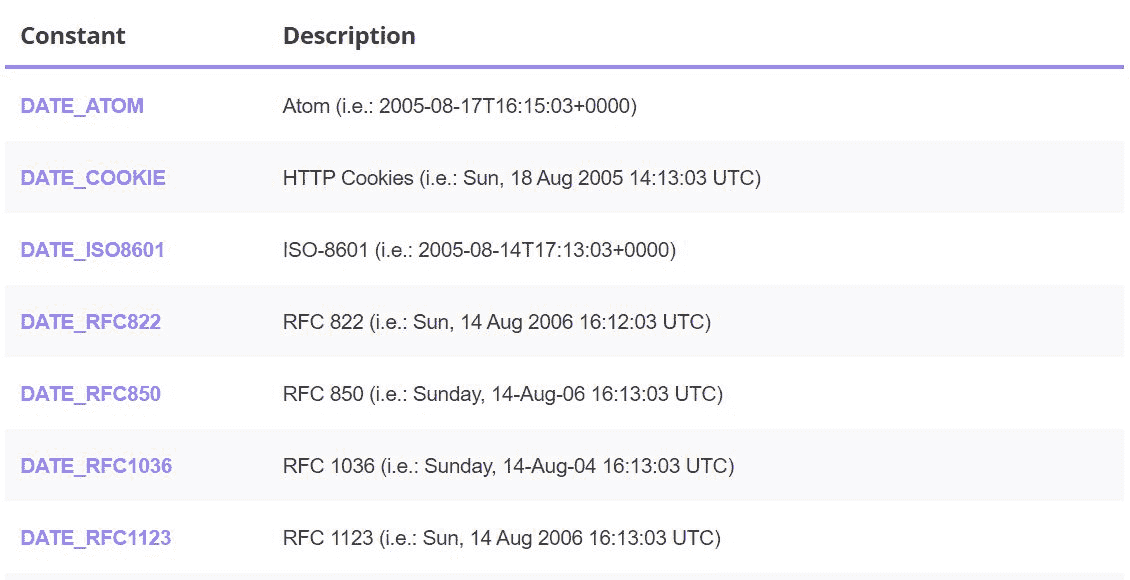 Constant Description
DATE_ATOM Atom (i.e.: 2005-08-17T16:15:03+0000)
DATE_COOKIE HTTP Cookies (i.e.: Sun, 18 Aug 2005 14:13:03 UTC)
DATE_ISO8601 ISO-8601 (i.e.: 2005-08-14T17:13:03+0000)
DATE_RFC822 RFC 822 (i.e.: Sun, 14 Aug 2006 16:12:03 UTC)
DATE_RFC850 RFC 850 (i.e.: Sunday, 14-Aug-06 16:13:03 UTC)
DATE_RFC1036 RFC 1036 (i.e.: Sunday, 14-Aug-04 16:13:03 UTC)
DATE_RFC1123 RFC 1123 (i.e.: Sun, 14 Aug 2006 16:13:03 UTC)